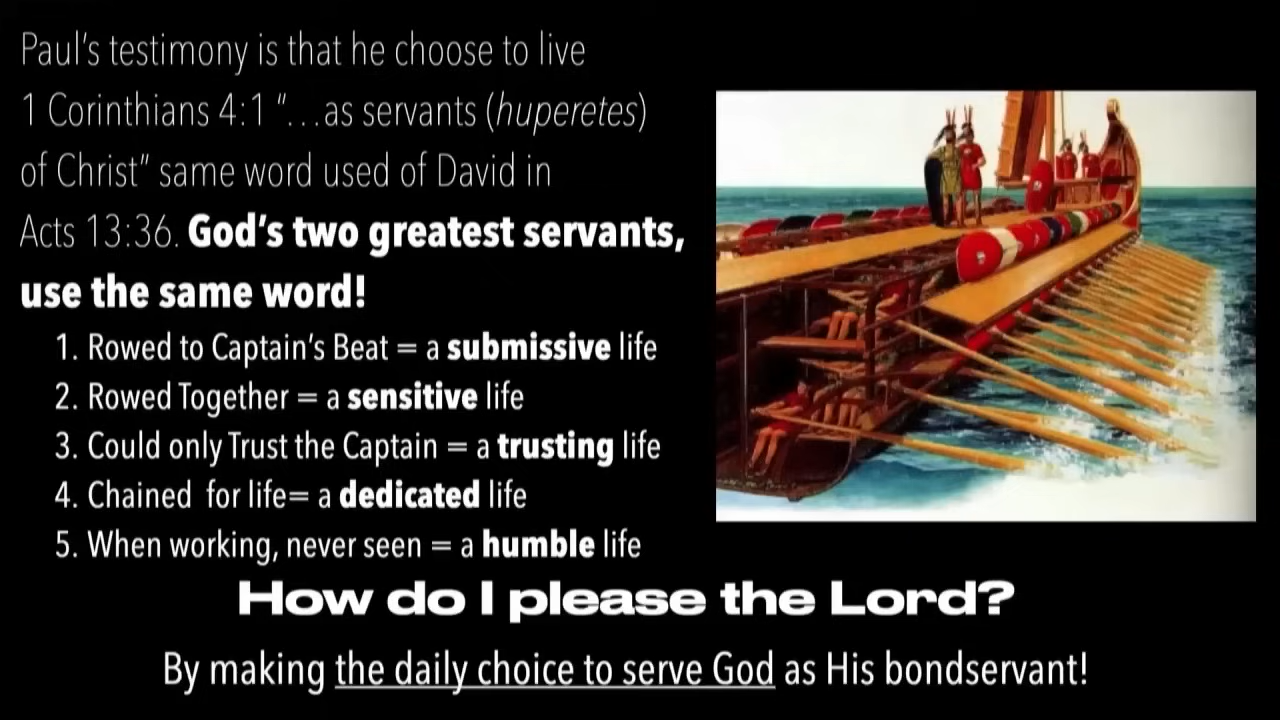 Paul's testimony is that he choose to live
1 Corinthians 4:1 "...as servants (huperetes)
of Christ" same word used of David in
Acts 13:36. God's two greatest servants,
use the same word!
1. Rowed to Captain's Beat = a submissive life
2. Rowed Together = a sensitive life
3. Could only Trust the Captain = a trusting life
4. Chained  for life= a dedicated life
5. When working, never seen = a humble life
How do I please the Lord?
By making the daily choice to serve God as His bondservant!